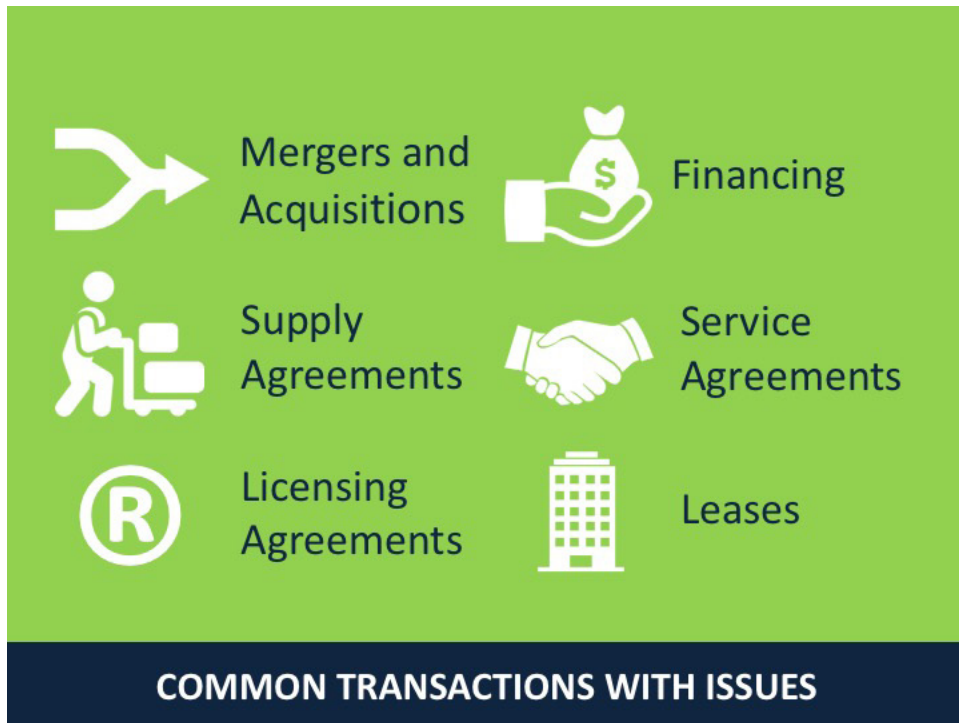 Mergers and
Acquisitions
$
Financing
Supply
Agreements
Service
Agreements
R
Licensing
Agreements
Leases
COMMON TRANSACTIONS WITH ISSUES